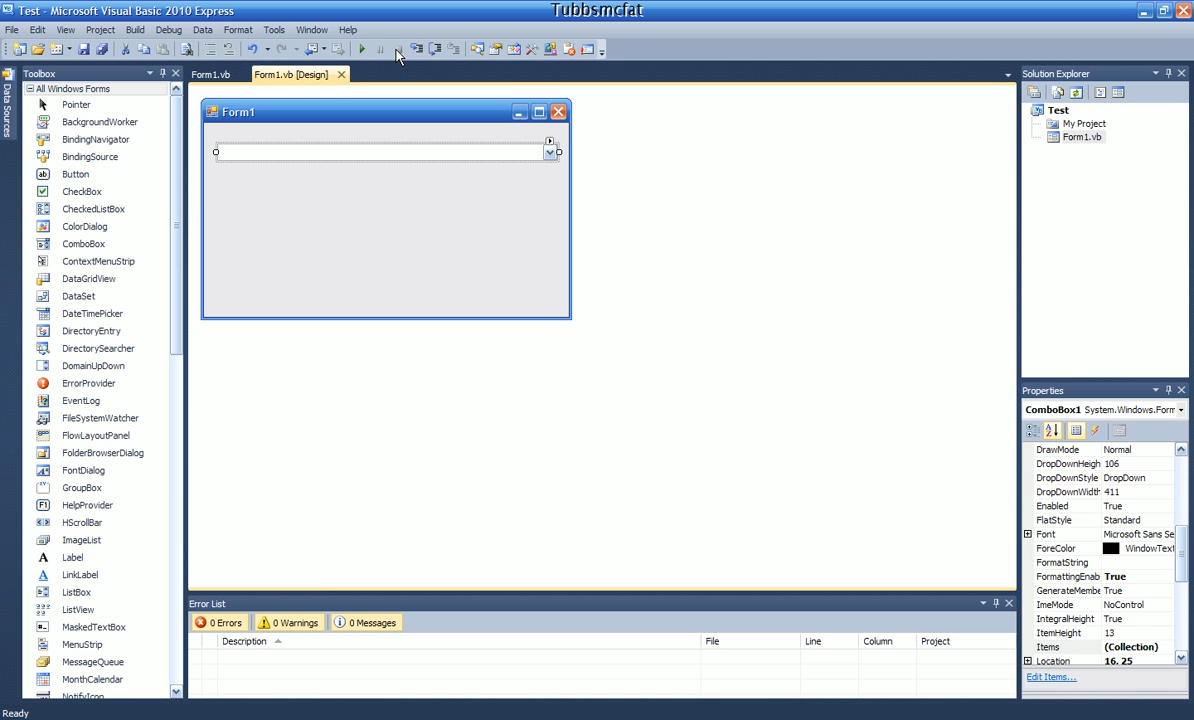 Test - Microsoft Visual Basic 2010 Express
Tubbsmcfat
File Edit View Project Build Debug Data Format Tools Window Help
Data Sources
Toolbox
All Windows Forms
Pointer
BackgroundWorker
BindingNavigator
BindingSource
Button
CheckBox
CheckedListBox
ColorDialog
ComboBox
ContextMenuStrip
DataGridView
DataSet
DateTimePicker
DirectoryEntry
DirectorySearcher
DomainUpDown
ErrorProvider
EventLog
FileSystemWatcher
FlowLayoutPanel
FolderBrowserDialog
FontDialog
GroupBox
HelpProvider
HScrollBar
ImageList
Label
LinkLabel
ListBox
ListView
MaskedTextBox
MenuStrip
MessageQueue
MonthCalendar
NotifyIcon
Form1.vb Form1.vb [Design]
Form1
Error List
0 Errors 0 Warnings 0 Messages
Description File Line Column Project
Solution Explorer
Test
My Project
Form1.vb
Properties
ComboBox1 System.Windows.Form
DrawMode Normal
DropDownHeigh 106
DropDownStyle DropDown
DropDownWidth 411
Enabled True
FlatStyle Standard
Font Microsoft Sans Se
ForeColor WindowText
FormatString
FormattingEnab True
GenerateMembe True
ImeMode NoControl
IntegralHeight True
ItemHeight 13
Items (Collection)
Location 16, 25
Edit Items...
Ready